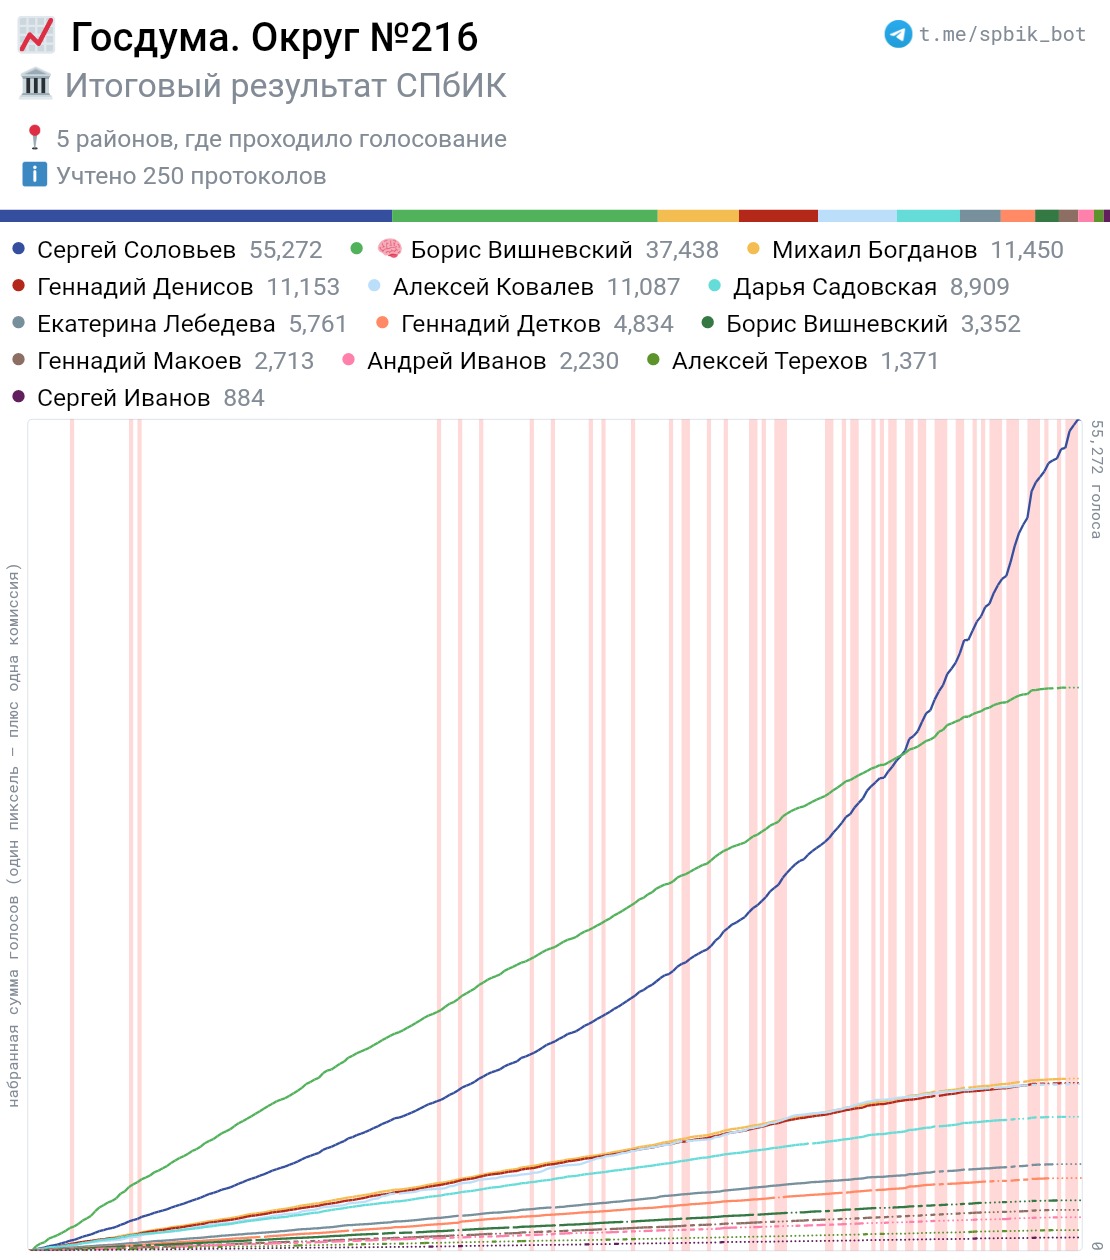 Госдума. Округ №216
t.me/spbik_bot
Итоговый результат СПбИК
5 районов, где проходило голосование
Учтено 250 протоколов
Сергей Соловьев 55,272 Борис Вишневский 37,438 Михаил Богданов 11,450
Геннадий Денисов 11,153 Алексей Ковалев 11,087 Дарья Садовская 8,909
Екатерина Лебедева 5,761 Геннадий Детков 4,834 Борис Вишневский 3,352
Геннадий Макоев 2,713 Андрей Иванов 2,230 Алексей Терехов 1,371
Сергей Иванов 884
55,272 голоса
набранная сумма голосов (один пиксель — плюс одна комиссия)
0